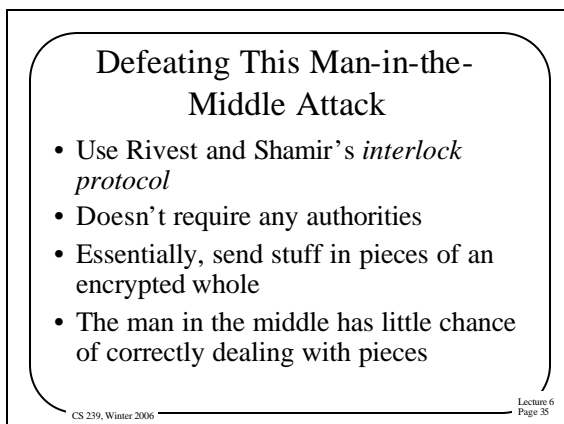 Defeating This Man-in-the-
Middle Attack
• Use Rivest and Shamir’s interlock
protocol
• Doesn’t require any authorities
• Essentially, send stuff in pieces of an
encrypted whole
• The man in the middle has little chance
of correctly dealing with pieces
CS 239, Winter 2006
Lecture 6
Page 35